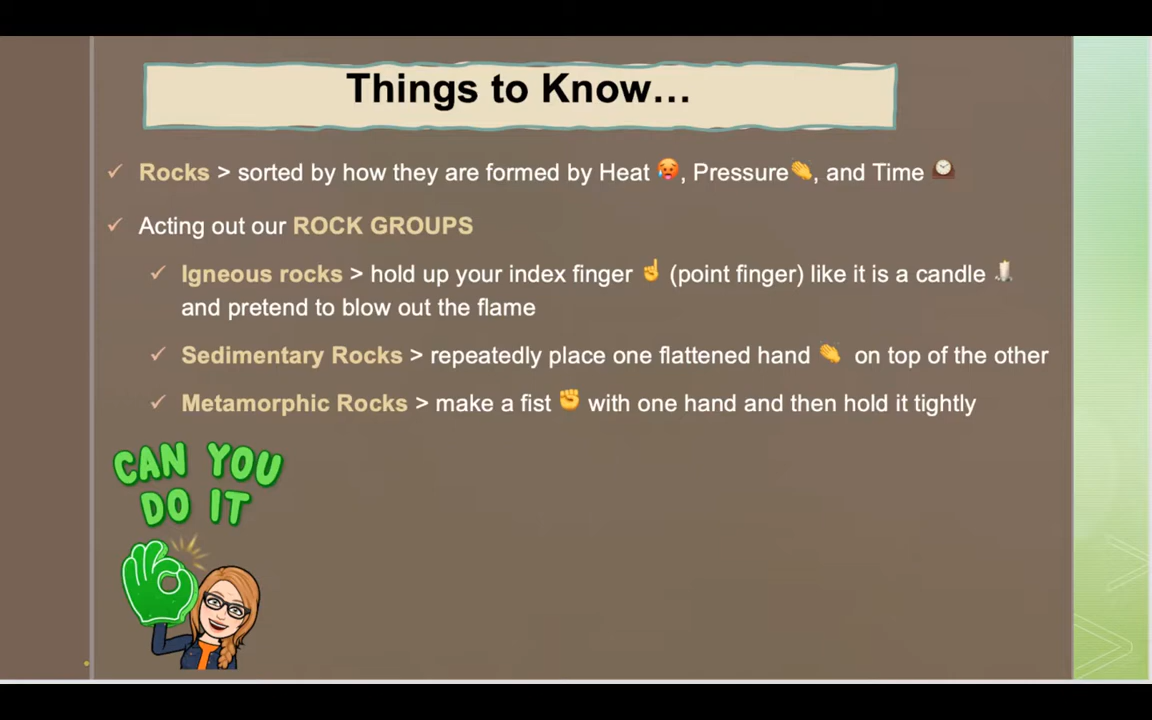 Things to Know…
✓ Rocks > sorted by how they are formed by Heat 🥵, Pressure👏, and Time 🕰️
✓ Acting out our ROCK GROUPS
✓ Igneous rocks > hold up your index finger ☝️ (point finger) like it is a candle 🕯️
and pretend to blow out the flame
✓ Sedimentary Rocks > repeatedly place one flattened hand 👏 on top of the other
✓ Metamorphic Rocks > make a fist ✊ with one hand and then hold it tightly
CAN YOU
DO IT